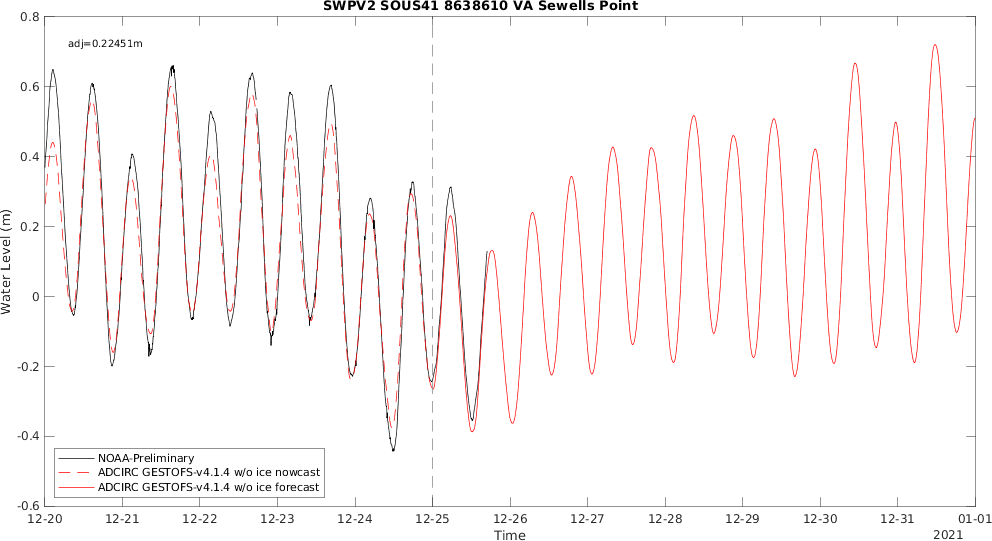 SWPV2 SOUS41 8638610 VA Sewells Point
adj=0.22451m
0.8
0.6
0.4
0.2
0
-0.2
-0.4
-0.6
Water Level (m)
NOAA-Preliminary
ADCIRC GESTOFS-v4.1.4 w/o ice nowcast
ADCIRC GESTOFS-v4.1.4 w/o ice forecast
12-20 12-21 12-22 12-23 12-24 12-25 12-26 12-27 12-28 12-29 12-30 12-31 01-01
Time
2021